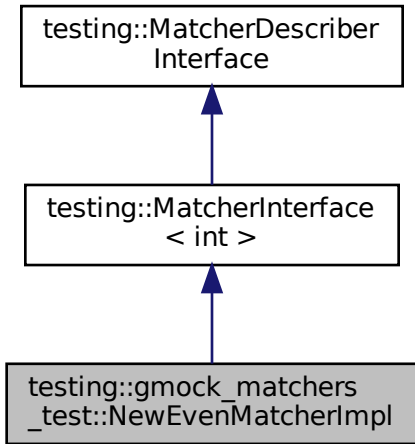 testing::MatcherDescriber
Interface
testing::MatcherInterface
< int >
testing::gmock_matchers
_test::NewEvenMatcherImpl